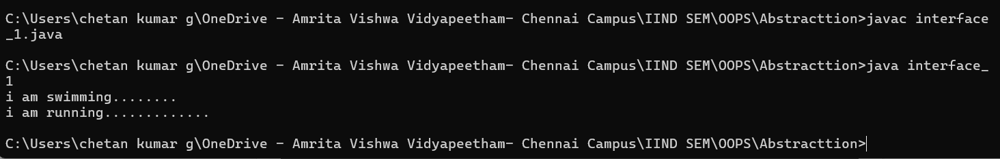 C:\Users\chetan kumar g\OneDrive - Amrita Vishwa Vidyapeetham- Chennai Campus\IIND SEM\OOPS\Abstracttion>javac interface
_1.java
C:\Users\chetan kumar g\OneDrive - Amrita Vishwa Vidyapeetham- Chennai Campus\IIND SEM\OOPS\Abstracttion>java interface_
1
i am swimming........
i am running.............
C:\Users\chetan kumar g\OneDrive - Amrita Vishwa Vidyapeetham- Chennai Campus\IIND SEM\OOPS\Abstracttion>